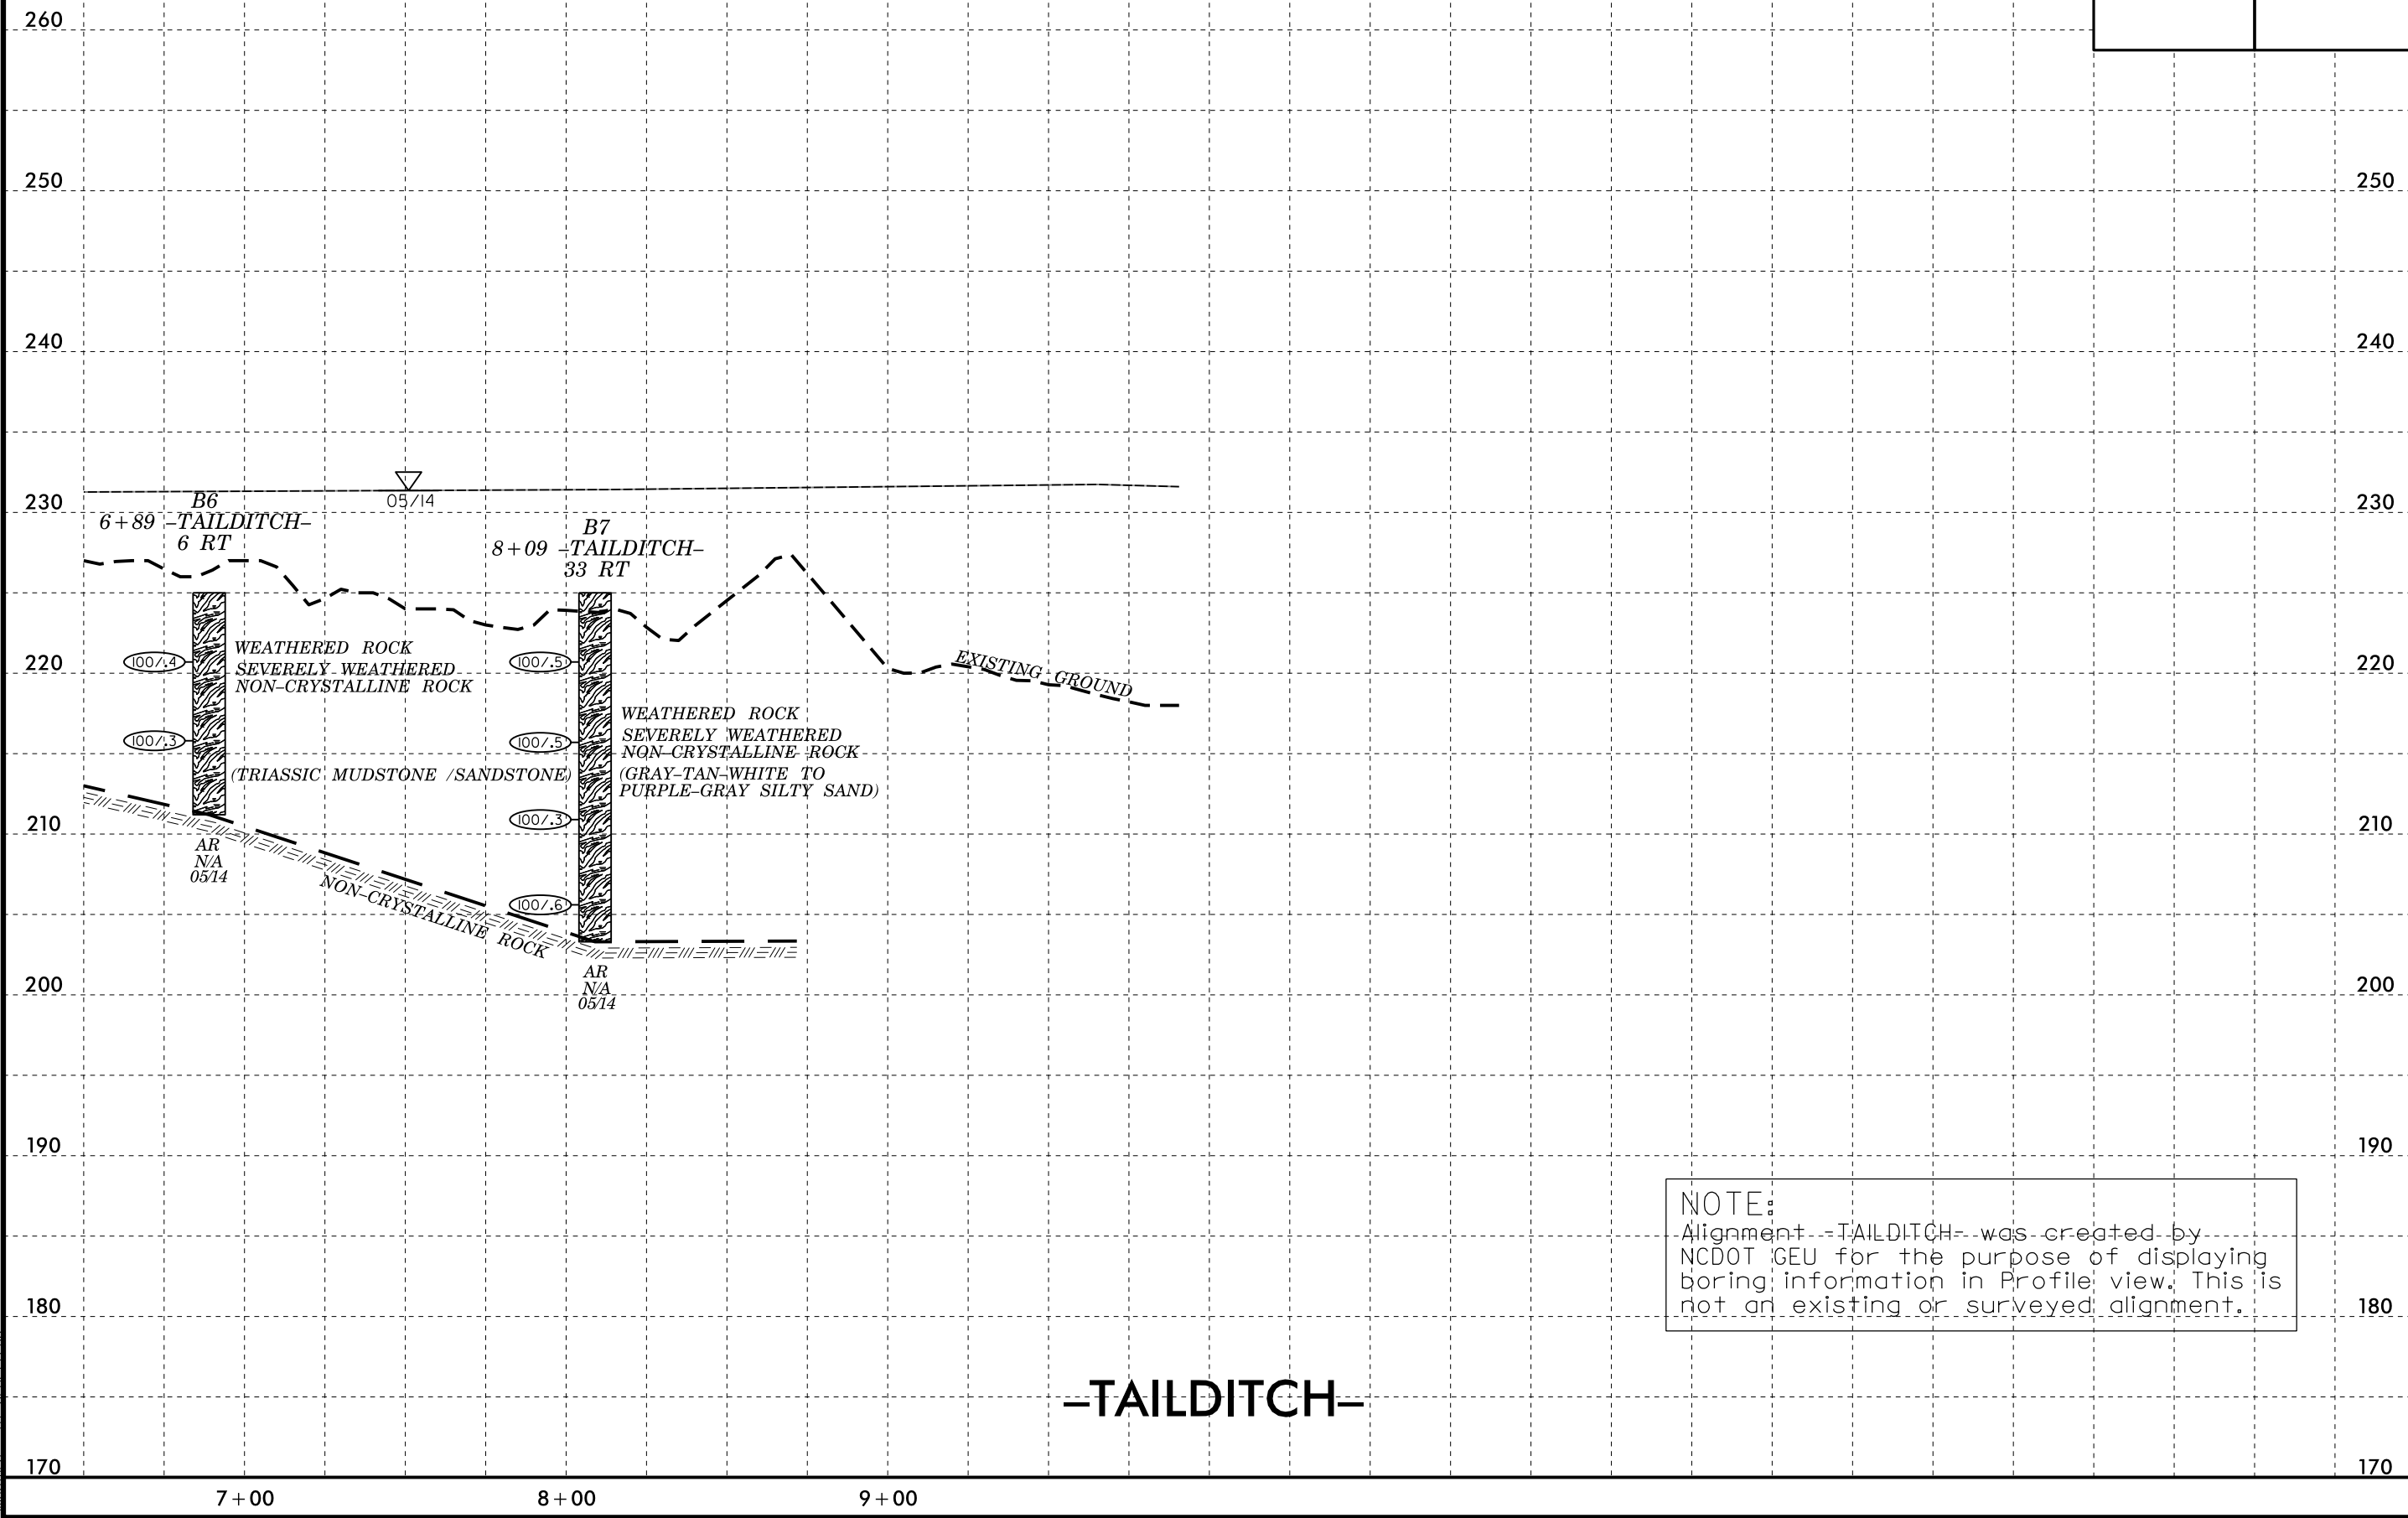 260
250 250
240 240
05/14
230 230
B6
6+89 –TAILDITCH–
6 RT
B7
8+09 –TAILDITCH–
33 RT
WEATHERED ROCK
SEVERELY WEATHERED
NON–CRYSTALLINE ROCK
(TRIASSIC MUDSTONE /SANDSTONE)
100/.4
100/.3
220 220
EXISTING GROUND
100/.5
100/.5
100/.3
100/.6
WEATHERED ROCK
SEVERELY WEATHERED
NON–CRYSTALLINE ROCK
(GRAY–TAN–WHITE TO
PURPLE–GRAY SILTY SAND)
210 210
AR
N/A
05/14
NON–CRYSTALLINE ROCK
AR
N/A
05/14
200 200
190 190
NOTE:
Alignment -TAILDITCH- was created by
NCDOT GEU for the purpose of displaying
boring information in Profile view. This is
not an existing or surveyed alignment.
180 180
–TAILDITCH–
170 170
7+00 8+00 9+00